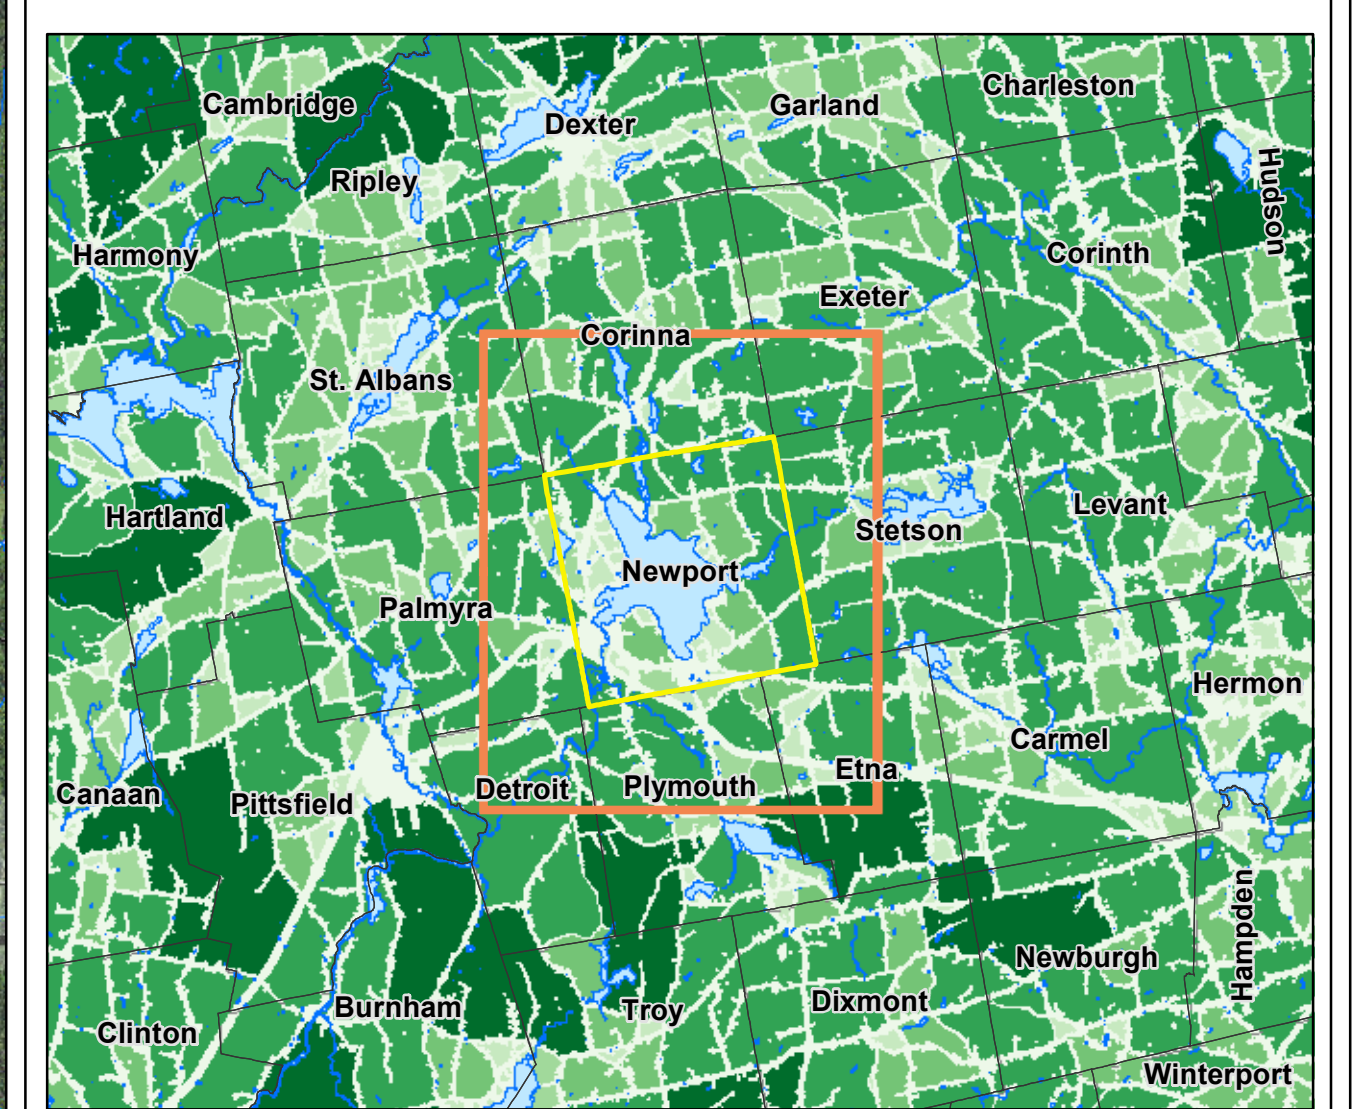 Charleston
Cambridge
Garland
Dexter
Ripley
Hudson
Harmony
Corinth
Exeter
Corinna
St. Albans
Levant
Hartland
Stetson
Newport
Palmyra
Hermon
Carmel
Etna
Detroit
Plymouth
Canaan
Pittsfield
Hampden
Newburgh
Dixmont
Burnham
Troy
Clinton
Winterport